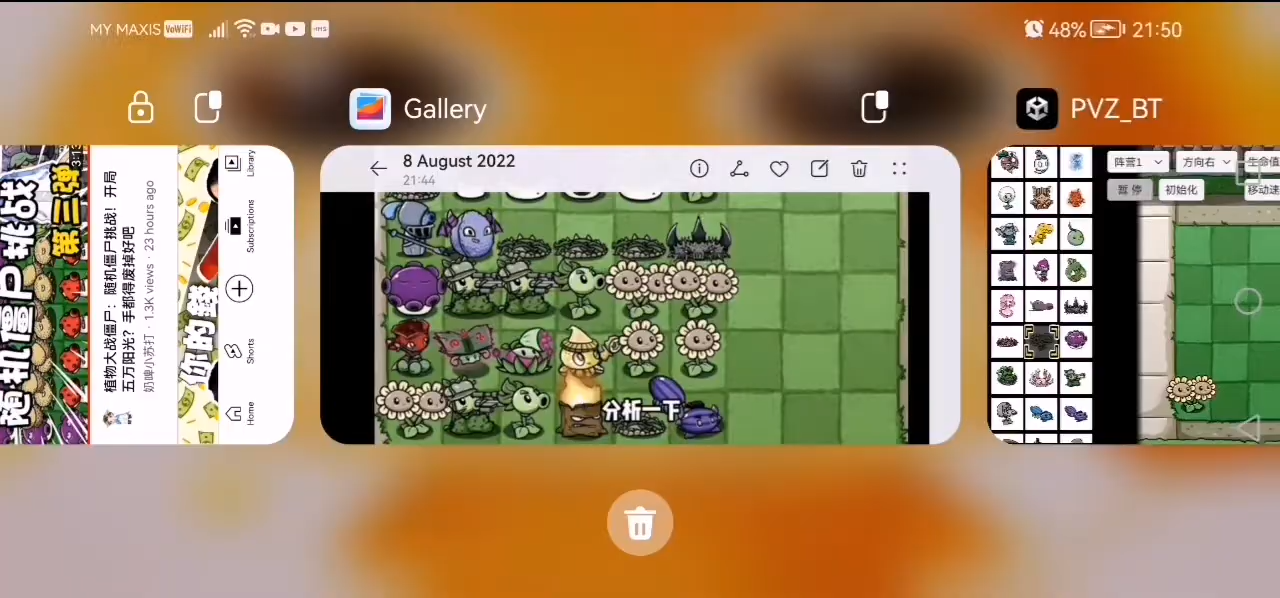 MY MAXIS VoWiFi
HMS
48% 21:50
Gallery
PVZ_BT
随机僵尸挑战
第三弹
3:13
植物大战僵尸：随机僵尸挑战！开局
五万阳光？手都得废掉好吧
奶啤小苏打 · 1.3K views · 23 hours ago
Library
Subscriptions
Shorts
Home
8 August 2022
21:44
分析一下
阵营1
方向右
生命值
暂 停
初始化
移动速